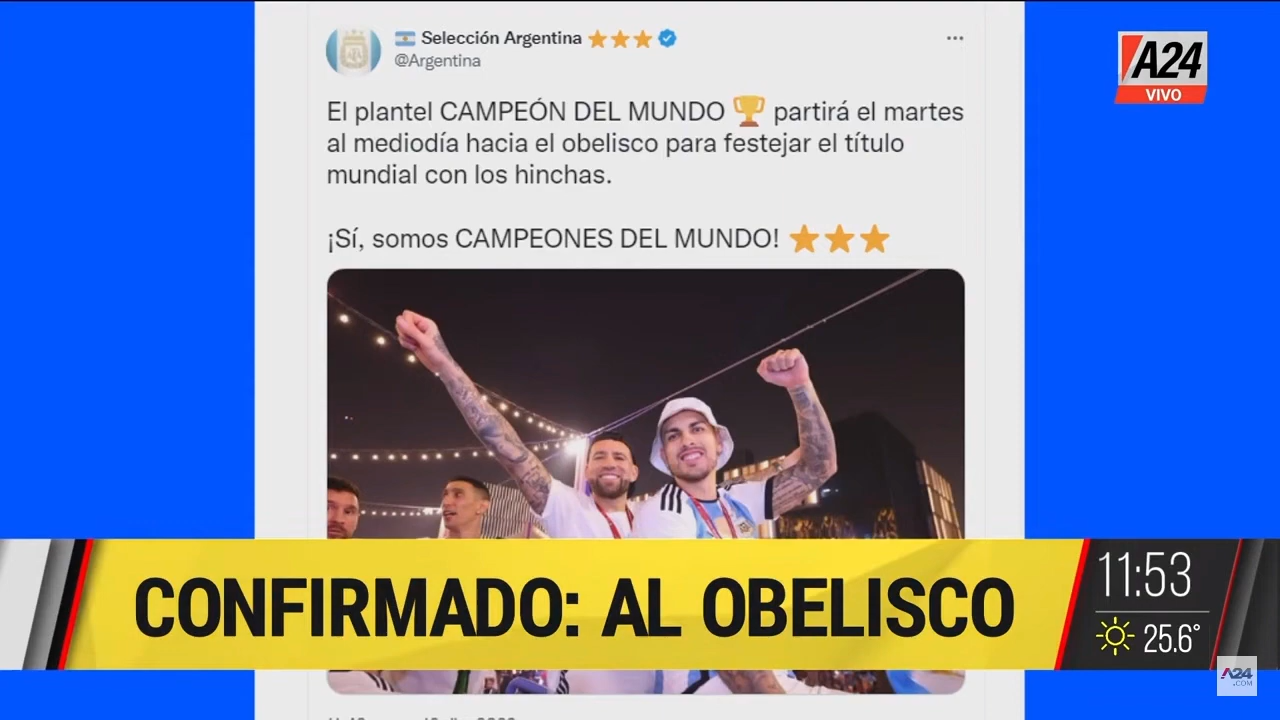 Selección Argentina
@Argentina
El plantel CAMPEÓN DEL MUNDO partirá el martes
al mediodía hacia el obelisco para festejar el título
mundial con los hinchas.
¡Sí, somos CAMPEONES DEL MUNDO!
A24
VIVO
CONFIRMADO: AL OBELISCO
11:53
25.6°
A24
.COM